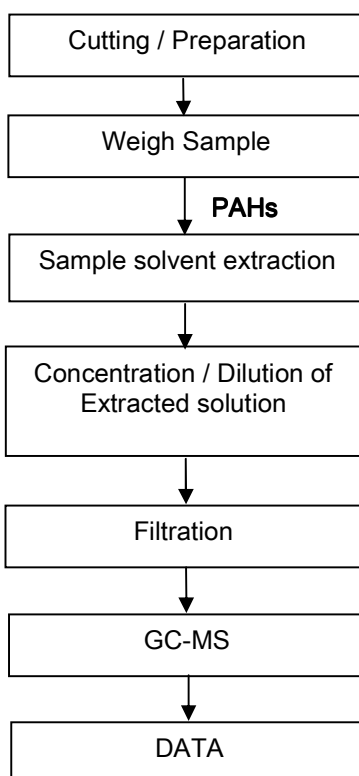 Cutting / Preparation
Weigh Sample
PAHs
Sample solvent extraction
Concentration / Dilution of
Extracted solution
Filtration
GC-MS
DATA